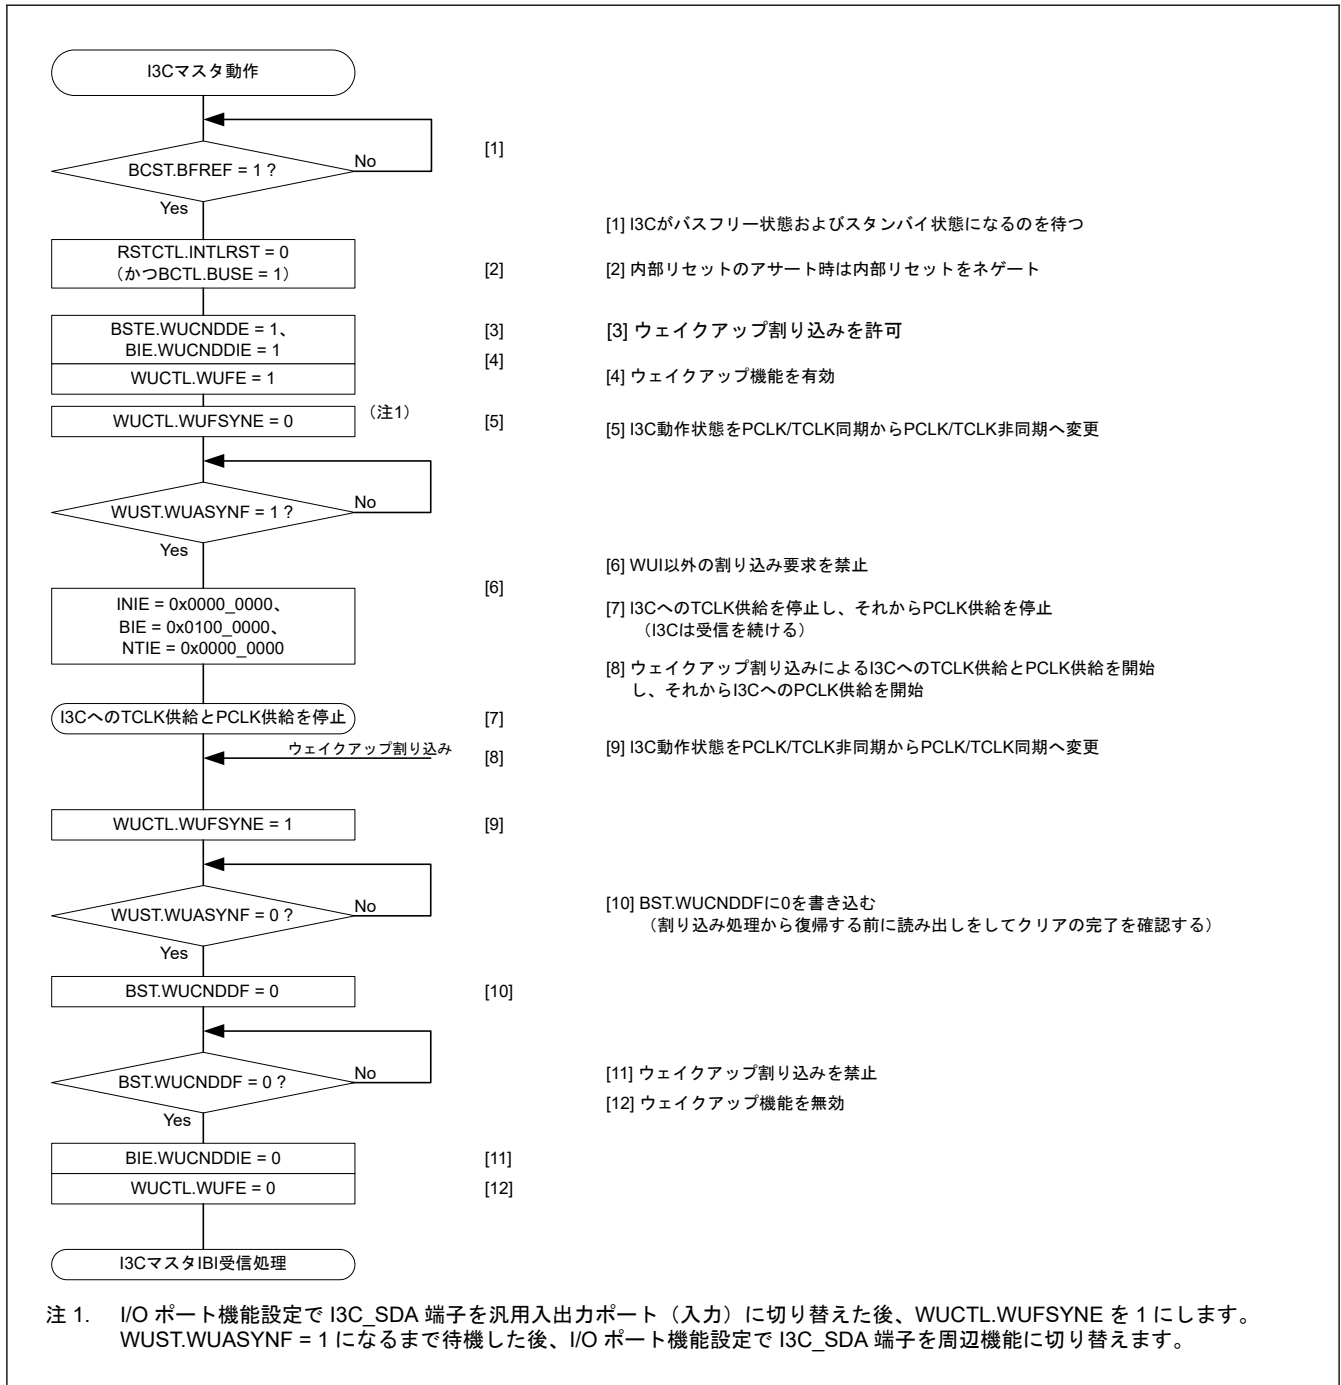 I3Cマスタ動作
BCST.BFREF = 1 ?
No
[1]
Yes
[1] I3Cがバスフリー状態およびスタンバイ状態になるのを待つ
RSTCTL.INTLRST = 0
（かつBCTL.BUSE = 1）
[2]
[2] 内部リセットのアサート時は内部リセットをネゲート
BSTE.WUCNDDE = 1、
BIE.WUCNDDIE = 1
[3]
[3] ウェイクアップ割り込みを許可
[4]
WUCTL.WUFE = 1
[4] ウェイクアップ機能を有効
WUCTL.WUFSYNE = 0
（注1）
[5]
[5] I3C動作状態をPCLK/TCLK同期からPCLK/TCLK非同期へ変更
WUST.WUASYNF = 1 ?
No
Yes
[6] WUI以外の割り込み要求を禁止
[6]
INIE = 0x0000_0000、
BIE = 0x0100_0000、
NTIE = 0x0000_0000
[7] I3CへのTCLK供給を停止し、それからPCLK供給を停止
（I3Cは受信を続ける）
[8] ウェイクアップ割り込みによるI3CへのTCLK供給とPCLK供給を開始
し、それからI3CへのPCLK供給を開始
I3CへのTCLK供給とPCLK供給を停止
[7]
ウェイクアップ割り込み
[8]
[9] I3C動作状態をPCLK/TCLK非同期からPCLK/TCLK同期へ変更
WUCTL.WUFSYNE = 1
[9]
WUST.WUASYNF = 0 ?
No
Yes
[10] BST.WUCNDDFに0を書き込む
（割り込み処理から復帰する前に読み出しをしてクリアの完了を確認する）
BST.WUCNDDF = 0
[10]
BST.WUCNDDF = 0 ?
No
Yes
[11] ウェイクアップ割り込みを禁止
[12] ウェイクアップ機能を無効
BIE.WUCNDDIE = 0
[11]
WUCTL.WUFE = 0
[12]
I3CマスタIBI受信処理
注 1. I/O ポート機能設定で I3C_SDA 端子を汎用入出力ポート（入力）に切り替えた後、WUCTL.WUFSYNE を 1 にします。
WUST.WUASYNF = 1 になるまで待機した後、I/O ポート機能設定で I3C_SDA 端子を周辺機能に切り替えます。